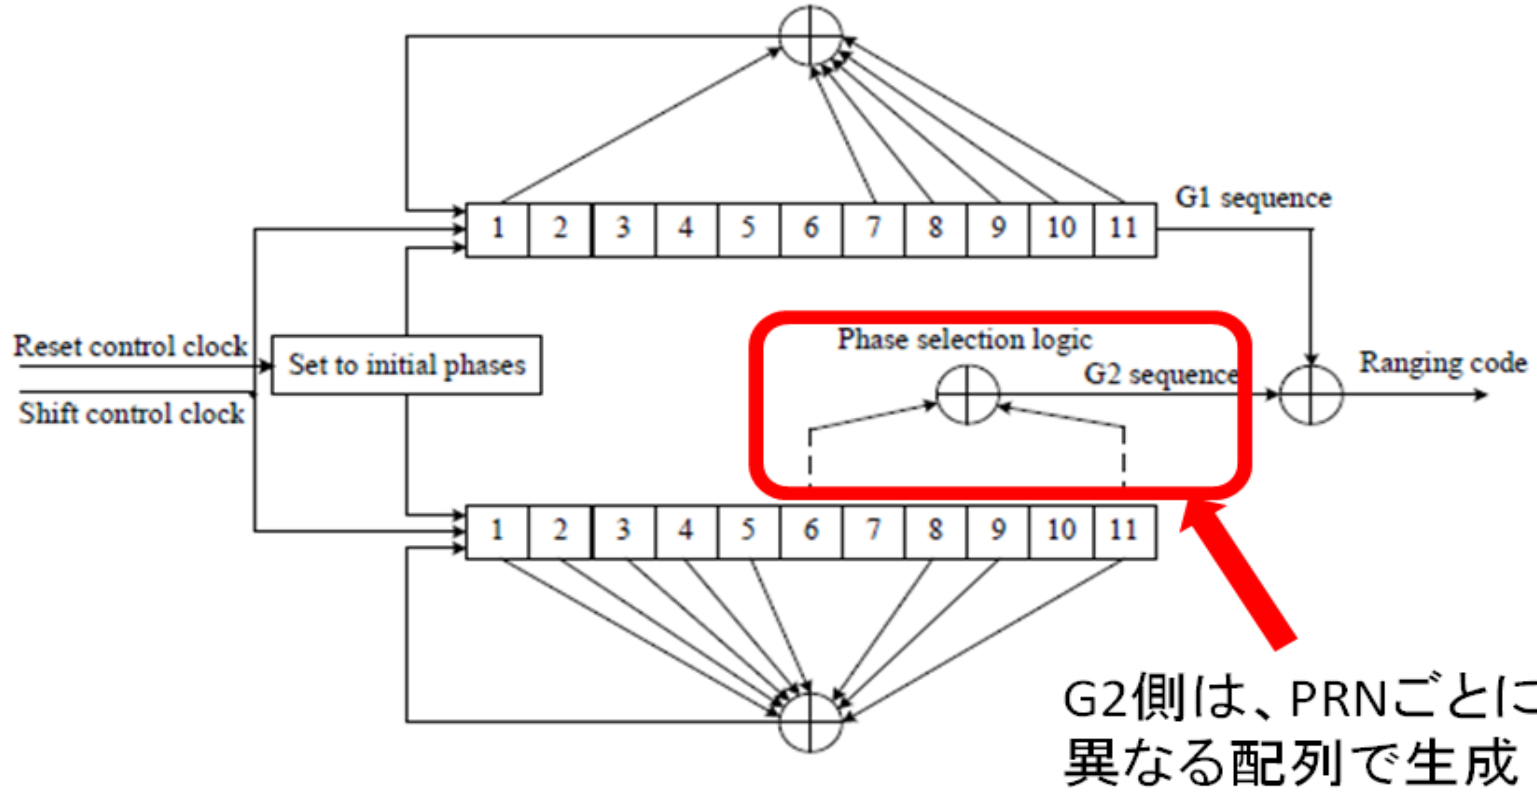 1 2 3 4 5 6 7 8 9 10 11
G1 sequence
Reset control clock
Set to initial phases
Shift control clock
Phase selection logic
G2 sequence
Ranging code
1 2 3 4 5 6 7 8 9 10 11
G2側は、PRNごとに
異なる配列で生成